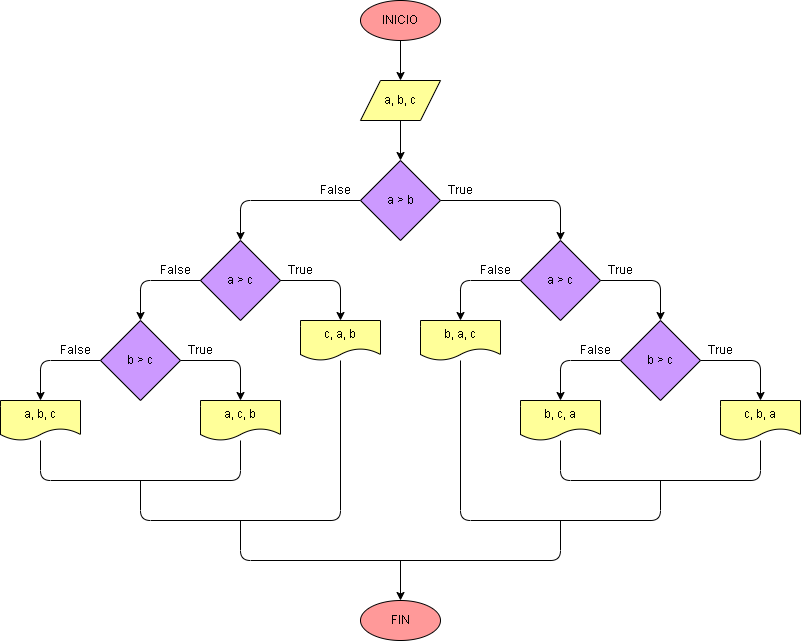 INICIO
a, b, c
a > b
False
True
a > c
False
True
a > c
False
True
c, a, b
b, a, c
b > c
False
True
b > c
False
True
a, b, c
a, c, b
b, c, a
c, b, a
FIN